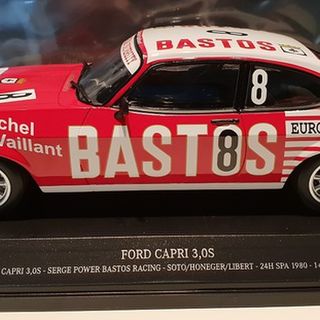 BASTOS
8
8
chel
Vaillant
BASTOS
8
EURO
FORD CAPRI 3,0S
CAPRI 3,0S - SERGE POWER BASTOS RACING - SOTO/HONEGER/LIBERT - 24H SPA 1980 - 1